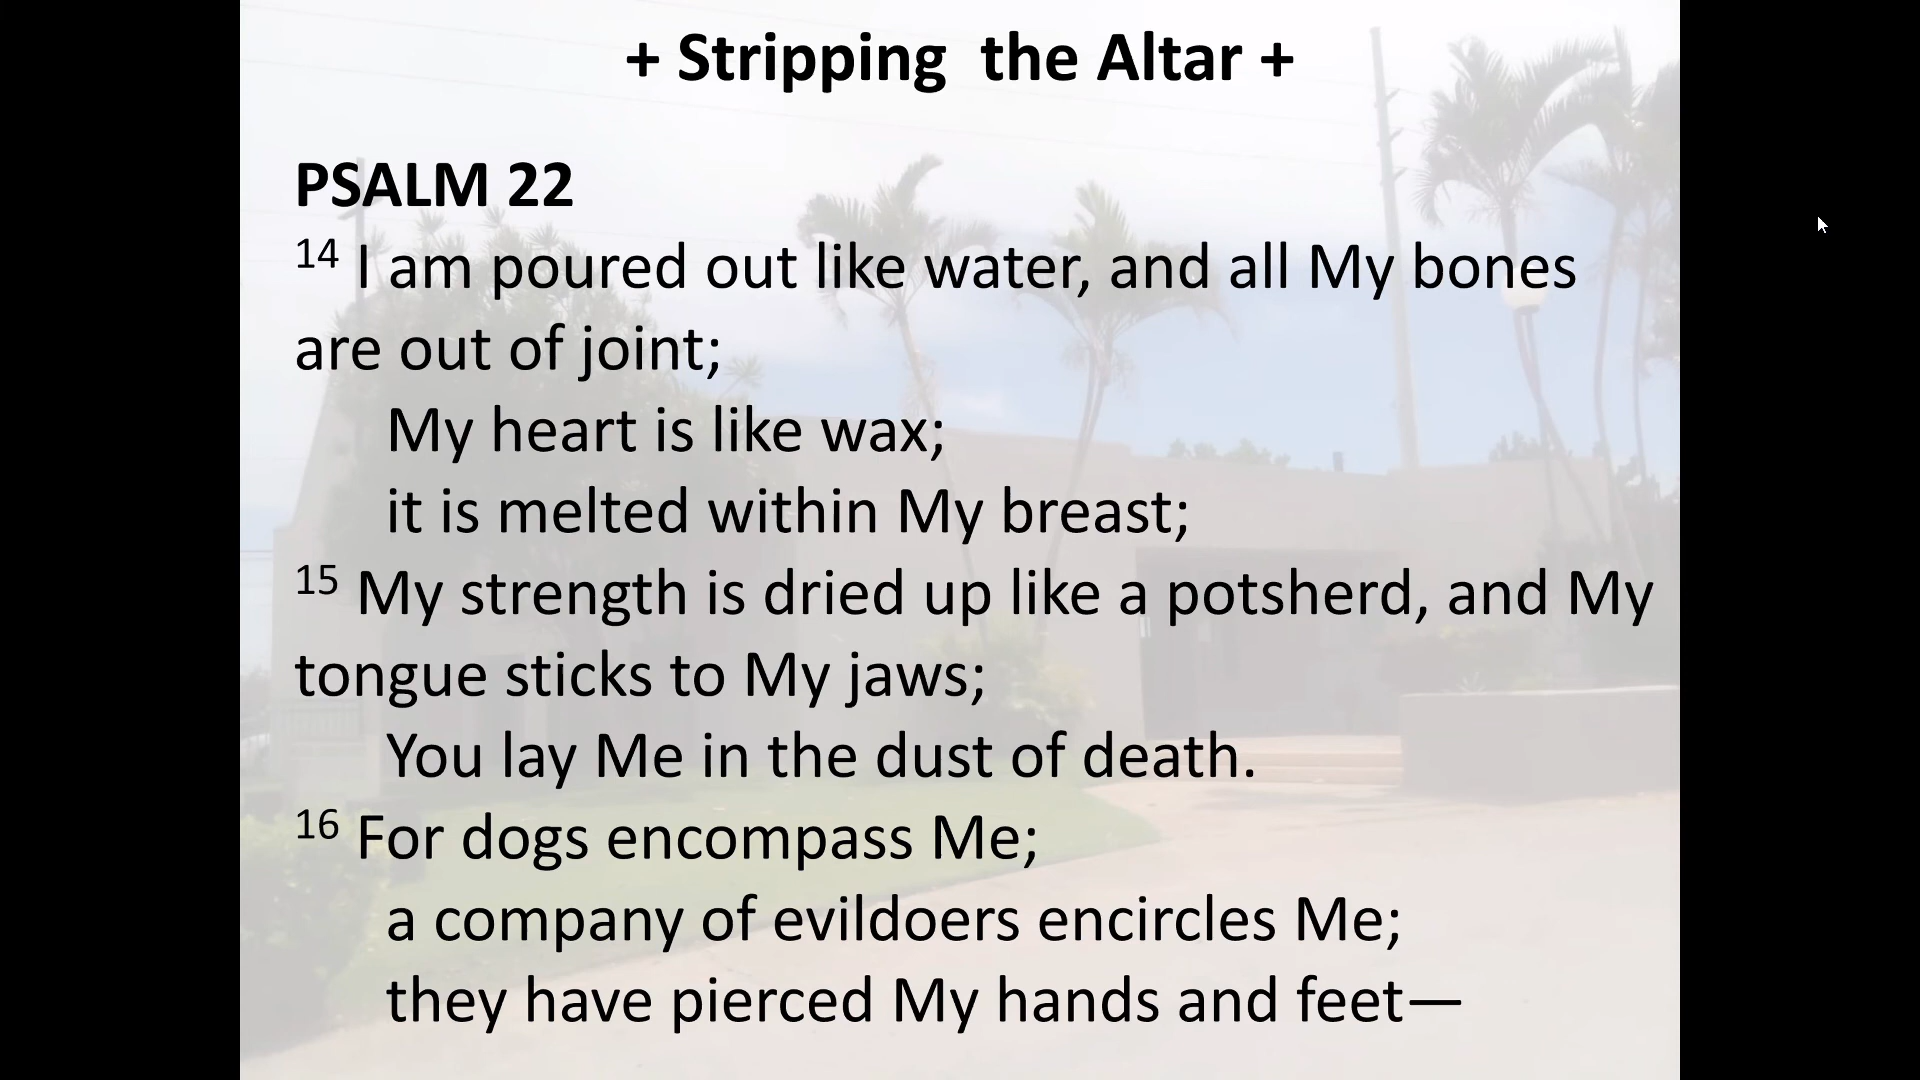 + Stripping  the Altar +
PSALM 22
14 I am poured out like water, and all My bones
are out of joint;
My heart is like wax;
it is melted within My breast;
15 My strength is dried up like a potsherd, and My
tongue sticks to My jaws;
You lay Me in the dust of death.
16 For dogs encompass Me;
a company of evildoers encircles Me;
they have pierced My hands and feet—